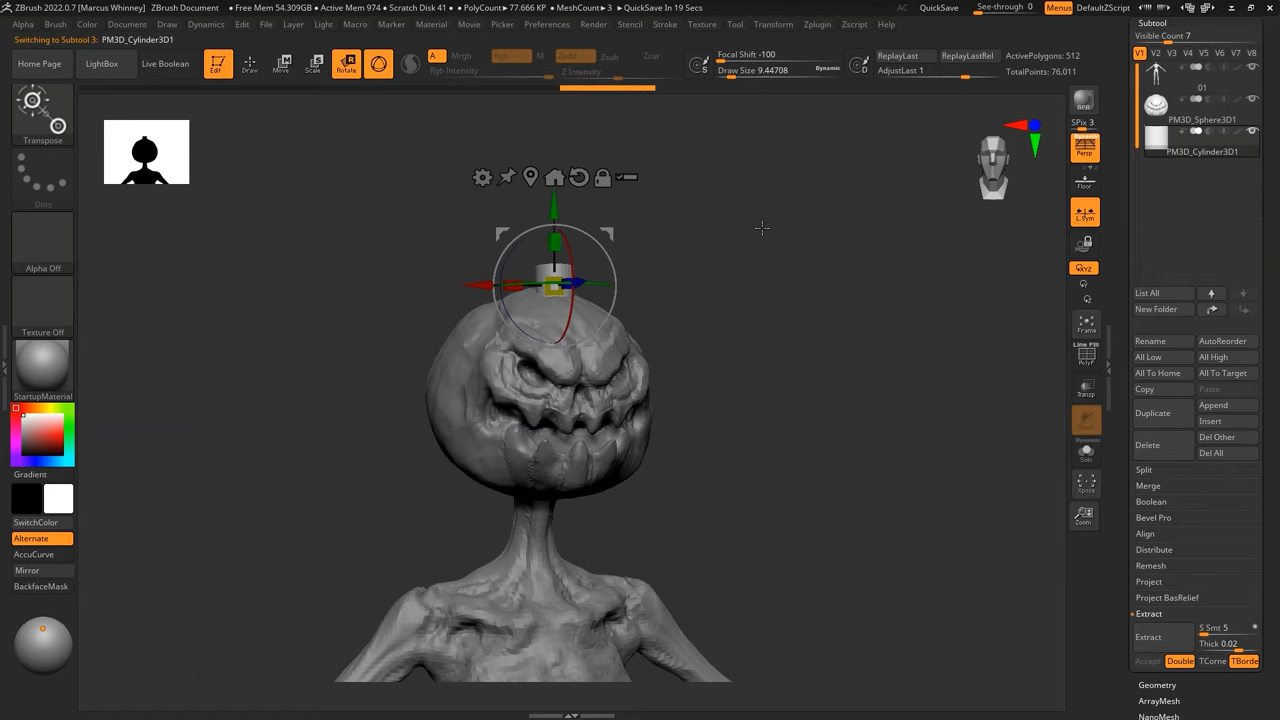 ZBrush 2022.0.7 [Marcus Whinney] ZBrush Document • Free Mem 54.309GB • Active Mem 974 • Scratch Disk 41 • PolyCount▸77.666 KP • MeshCount▸3 • QuickSave In 19 Secs AC QuickSave See-through 0 Menus DefaultZScript
Alpha Brush Color Document Draw Dynamics Edit File Layer Light Macro Marker Material Movie Picker Preferences Render Stencil Stroke Texture Tool Transform Zplugin Zscript Help
Switching to Subtool 3: PM3D_Cylinder3D1
Home Page LightBox Live Boolean Edit Draw Move Scale Rotate A Mrgb Rgb M Zadd Zsub Zcut
Rgb Intensity Z Intensity
Focal Shift -100
Draw Size 9.44708 Dynamic
S D
ReplayLast ReplayLastRel ActivePolygons: 512
AdjustLast 1 TotalPoints: 76.011
Transpose
Dots
Alpha Off
Texture Off
StartupMaterial
Gradient
SwitchColor
Alternate
AccuCurve
Mirror
BackfaceMask
BPR
SPix 3
Dynamic
Persp
Floor
L.Sym
XYZ
Frame
Line Fill
PolyF
Transp
Dynamic
Solo
Xpose
Zoom
Subtool
Visible Count 7
V1 V2 V3 V4 V5 V6 V7 V8
01
PM3D_Sphere3D1
PM3D_Cylinder3D1
List All
New Folder
Rename AutoReorder
All Low All High
All To Home All To Target
Copy Paste
Duplicate Append
Insert
Delete Del Other
Del All
Split
Merge
Boolean
Bevel Pro
Align
Distribute
Remesh
Project
Project BasRelief
Extract
Extract S Smt 5
Thick 0.02
Accept Double TCorne TBorde
Geometry
ArrayMesh
NanoMesh